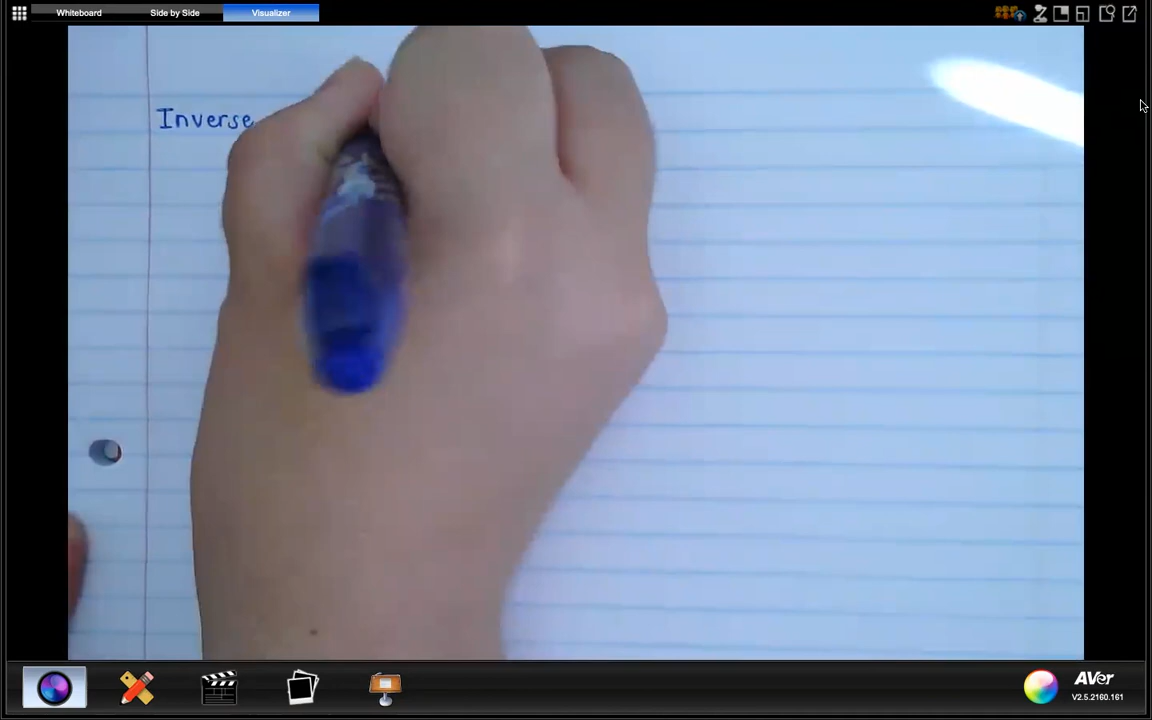 Whiteboard
Side by Side
Visualizer
Inverse
AVer
V2.5.2160.161